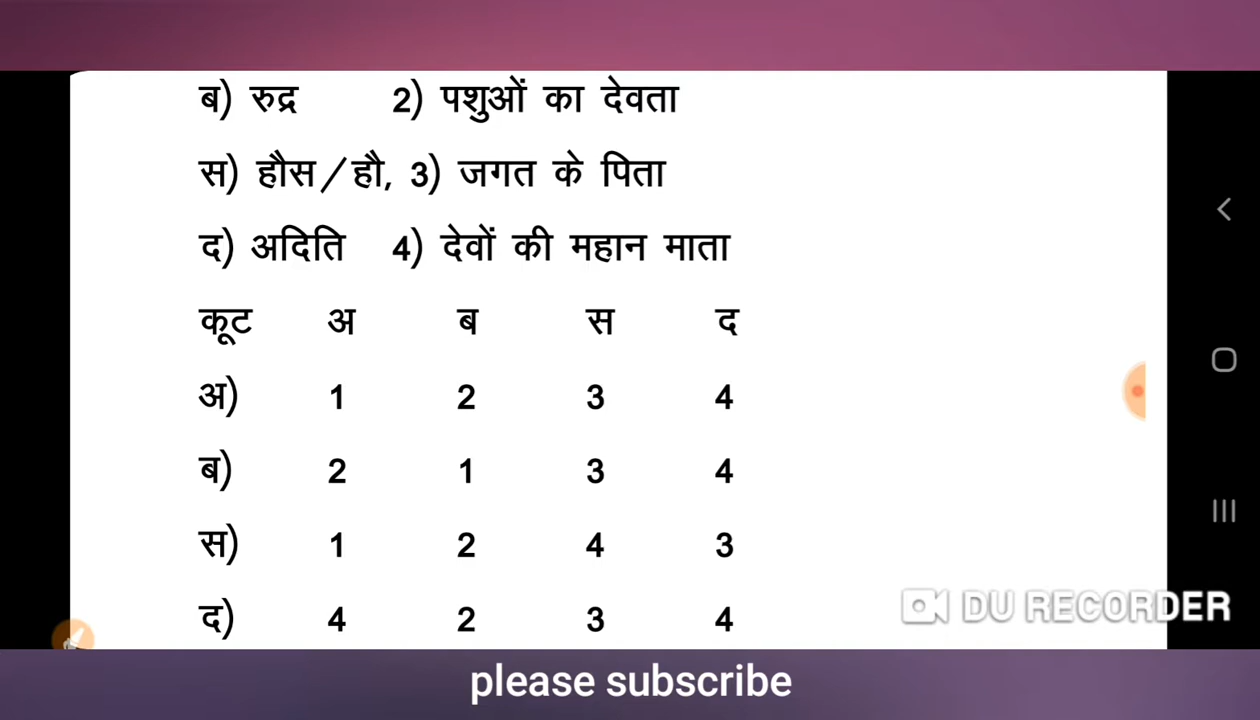 ब) रुद्र 2) पशुओं का देवता
स) हौस/हौ, 3) जगत के पिता
द) अदिति 4) देवों की महान माता
कूट अ ब स द
अ) 1 2 3 4
ब) 2 1 3 4
स) 1 2 4 3
द) 4 2 3 4
DU RECORDER
please subscribe